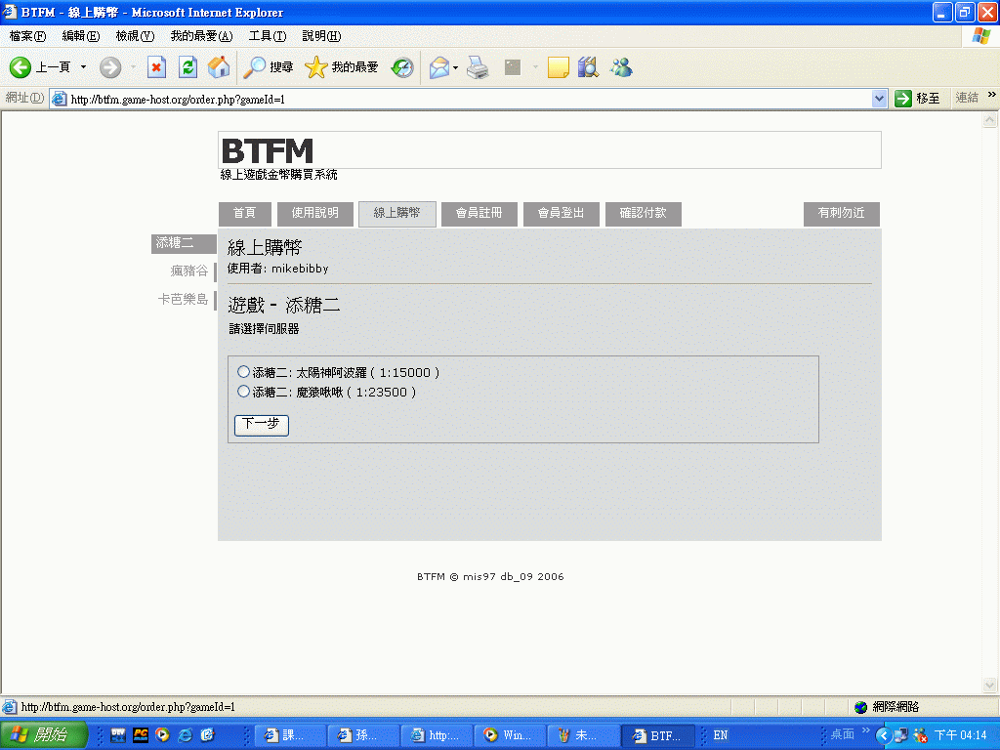 BTFM - 線上購幣 - Microsoft Internet Explorer
檔案(F) 編輯(E) 檢視(V) 我的最愛(A) 工具(T) 說明(H)
上一頁 搜尋 我的最愛
網址(D) http://btfm.game-host.org/order.php?gameId=1 移至 連結 »
BTFM
線上遊戲金幣購買系統
首頁 使用說明 線上購幣 會員註冊 會員登出 確認付款 有刺勿近
添糖二
瘋豬谷
卡芭樂島
線上購幣
使用者: mikebibby
遊戲 - 添糖二
請選擇伺服器
添糖二: 太陽神阿波羅 ( 1:15000 )
添糖二: 魔猿啾啾 ( 1:23500 )
下一步
BTFM © mis97 db_09 2006
http://btfm.game-host.org/order.php?gameId=1 網際網路
開始 課... 孫... http:... Win... 未... BTF... EN 桌面 » 下午 04:14